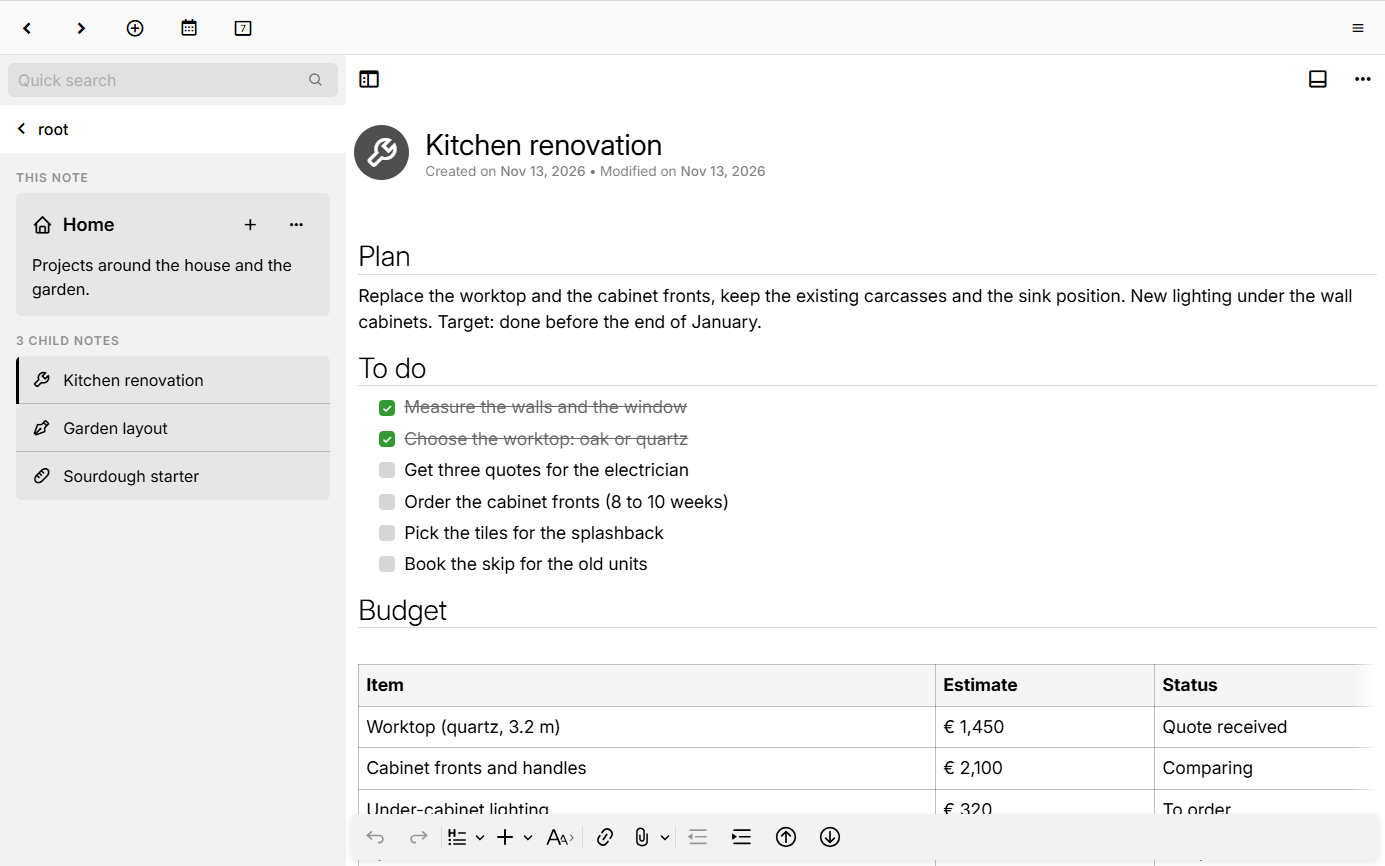 7
Quick search
root
THIS NOTE
Home
Projects around the house and the
garden.
3 CHILD NOTES
Kitchen renovation
Garden layout
Sourdough starter
Kitchen renovation
Created on Nov 13, 2026 • Modified on Nov 13, 2026
Plan
Replace the worktop and the cabinet fronts, keep the existing carcasses and the sink position. New lighting under the wall
cabinets. Target: done before the end of January.
To do
Measure the walls and the window
Choose the worktop: oak or quartz
Get three quotes for the electrician
Order the cabinet fronts (8 to 10 weeks)
Pick the tiles for the splashback
Book the skip for the old units
Budget
Item Estimate Status
Worktop (quartz, 3.2 m) € 1,450 Quote received
Cabinet fronts and handles € 2,100 Comparing
Under-cabinet lighting € 320 To order